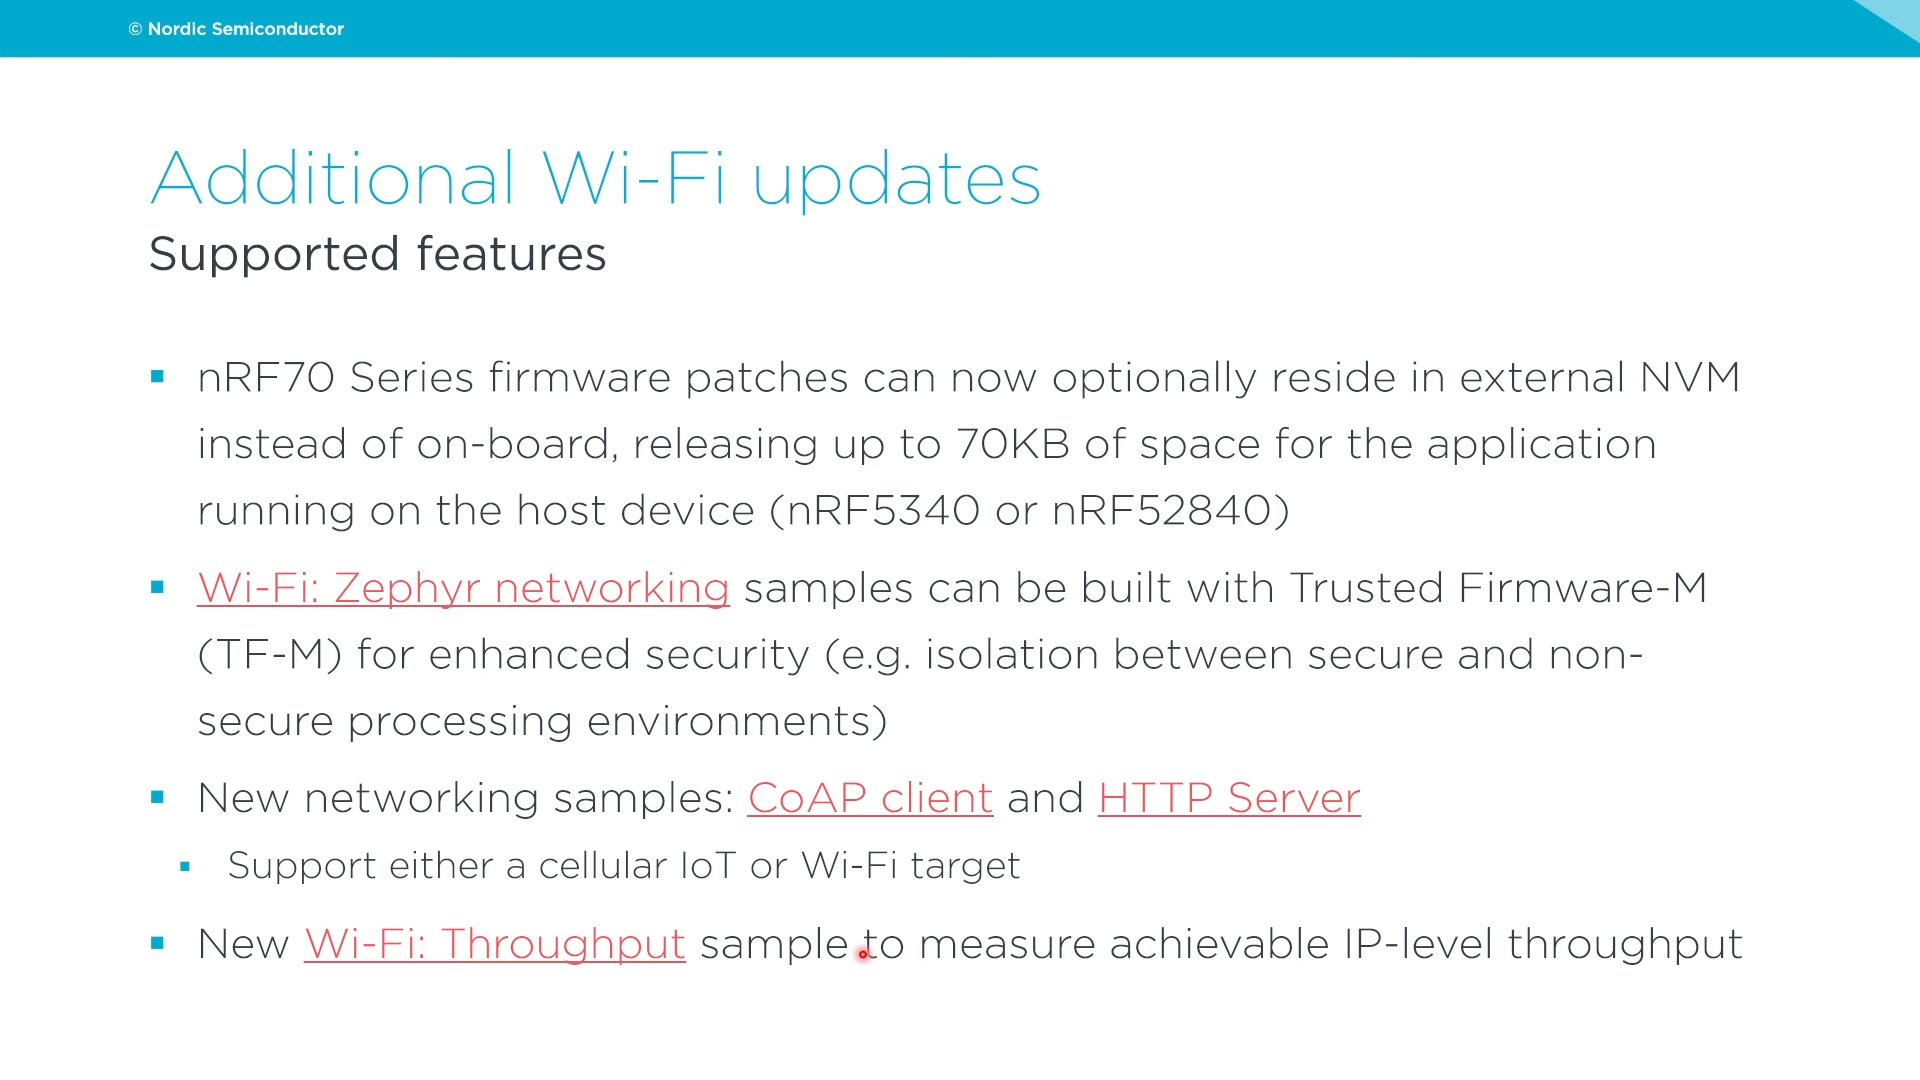 © Nordic Semiconductor
Additional Wi-Fi updates
Supported features
nRF70 Series firmware patches can now optionally reside in external NVM
instead of on-board, releasing up to 70KB of space for the application
running on the host device (nRF5340 or nRF52840)
Wi-Fi: Zephyr networking samples can be built with Trusted Firmware-M
(TF-M) for enhanced security (e.g. isolation between secure and non-
secure processing environments)
New networking samples: CoAP client and HTTP Server
Support either a cellular IoT or Wi-Fi target
New Wi-Fi: Throughput sample to measure achievable IP-level throughput